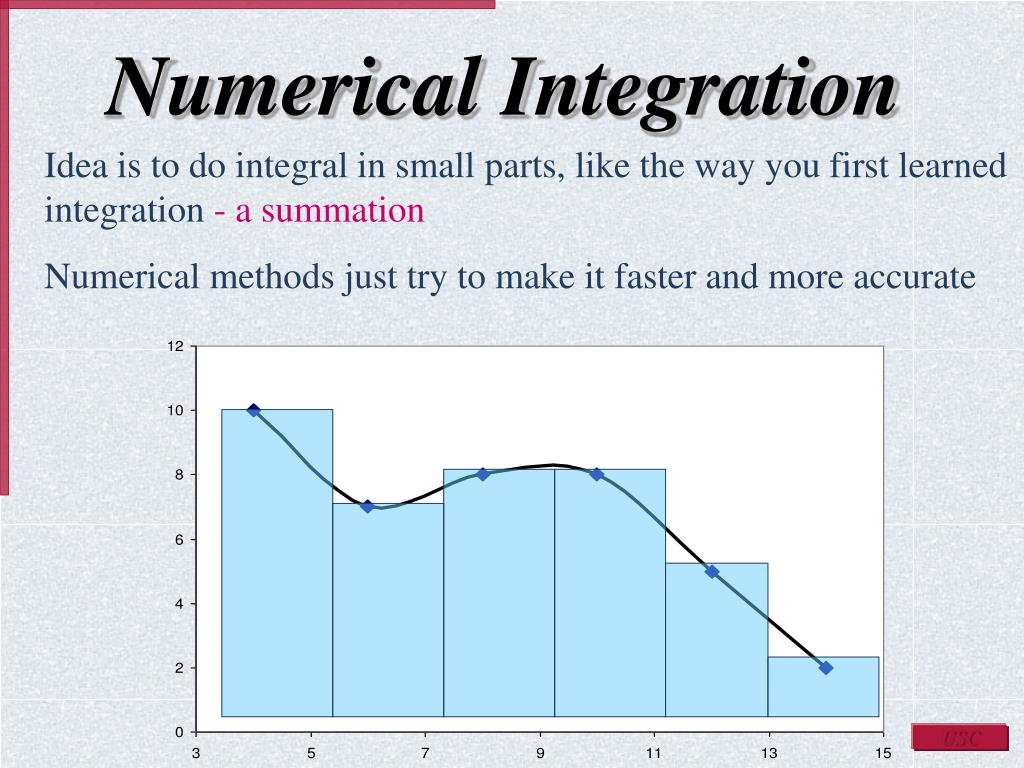 Numerical Integration
Idea is to do integral in small parts, like the way you first learned
integration - a summation
Numerical methods just try to make it faster and more accurate
12
10
8
6
4
2
0
3 5 7 9 11 13 15
USC